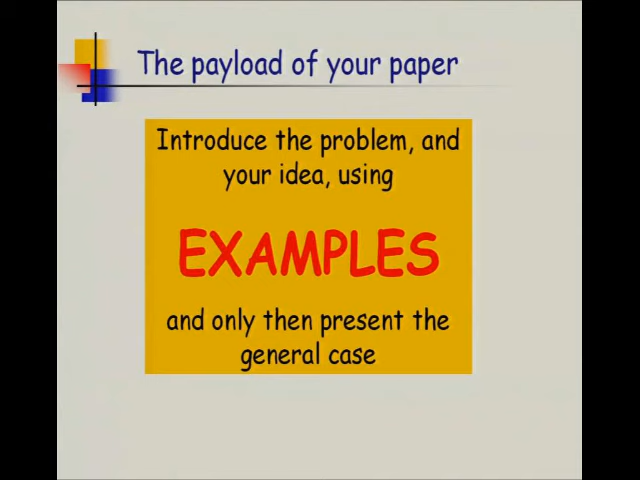 The payload of your paper
Introduce the problem, and
your idea, using
EXAMPLES
and only then present the
general case